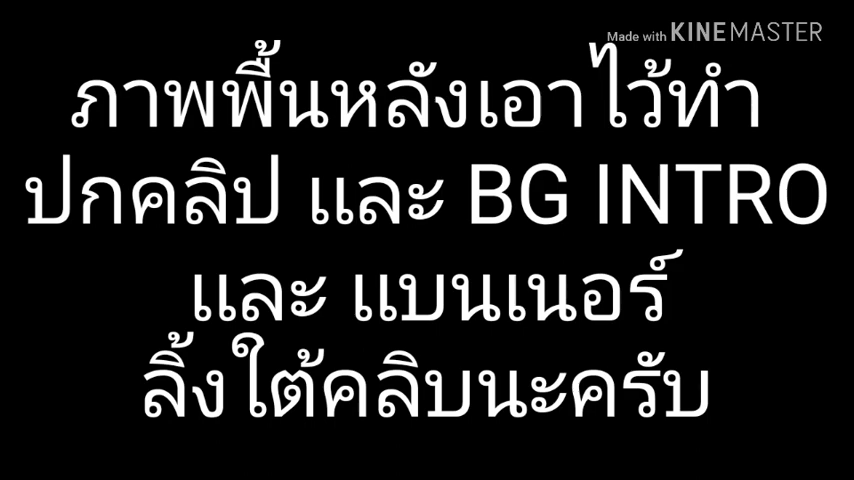 Made with KINEMASTER
ภาพพื้นหลังเอาไว้ทำ
ปกคลิป และ BG INTRO
และ แบนเนอร์
ลิ้งใต้คลิบนะครับ